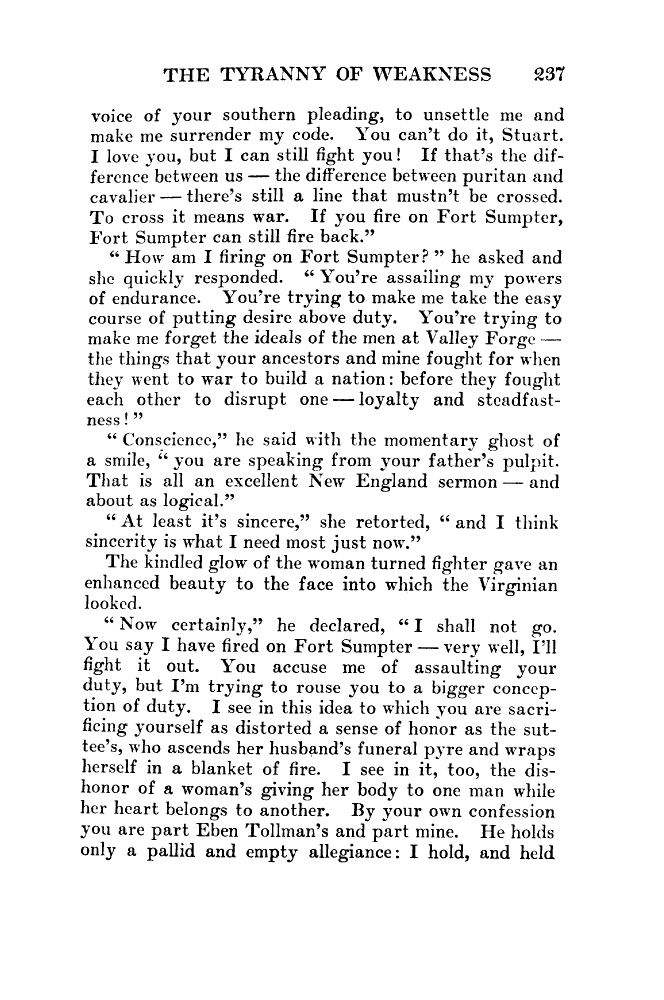 THE TYRANNY OF WEAKNESS 237
voice of your southern pleading, to unsettle me and
make me surrender my code. You can't do it, Stuart.
I love you, but I can still fight you! If that's the dif-
ference between us — the difference between puritan and
cavalier — there's still a line that mustn't be crossed.
To cross it means war. If you fire on Fort Sumpter,
Fort Sumpter can still fire back."
" How am I firing on Fort Sumpter? " he asked and
she quickly responded. " You're assailing my powers
of endurance. You're trying to make me take the easy
course of putting desire above duty. You're trying to
make me forget the ideals of the men at Valley Forge —
the things that your ancestors and mine fought for when
they went to war to build a nation: before they fought
each other to disrupt one — loyalty and steadfast-
ness! "
" Conscience," he said with the momentary ghost of
a smile, " you are speaking from your father's pulpit.
That is all an excellent New England sermon — and
about as logical."
" At least it's sincere," she retorted, " and I think
sincerity is what I need most just now."
The kindled glow of the woman turned fighter gave an
enhanced beauty to the face into which the Virginian
looked.
" Now certainly," he declared, " I shall not go.
You say I have fired on Fort Sumpter — very well, I'll
fight it out. You accuse me of assaulting your
duty, but I'm trying to rouse you to a bigger concep-
tion of duty. I see in this idea to which you are sacri-
ficing yourself as distorted a sense of honor as the sut-
tee's, who ascends her husband's funeral pyre and wraps
herself in a blanket of fire. I see in it, too, the dis-
honor of a woman's giving her body to one man while
her heart belongs to another. By your own confession
you are part Eben Tollman's and part mine. He holds
only a pallid and empty allegiance: I hold, and held